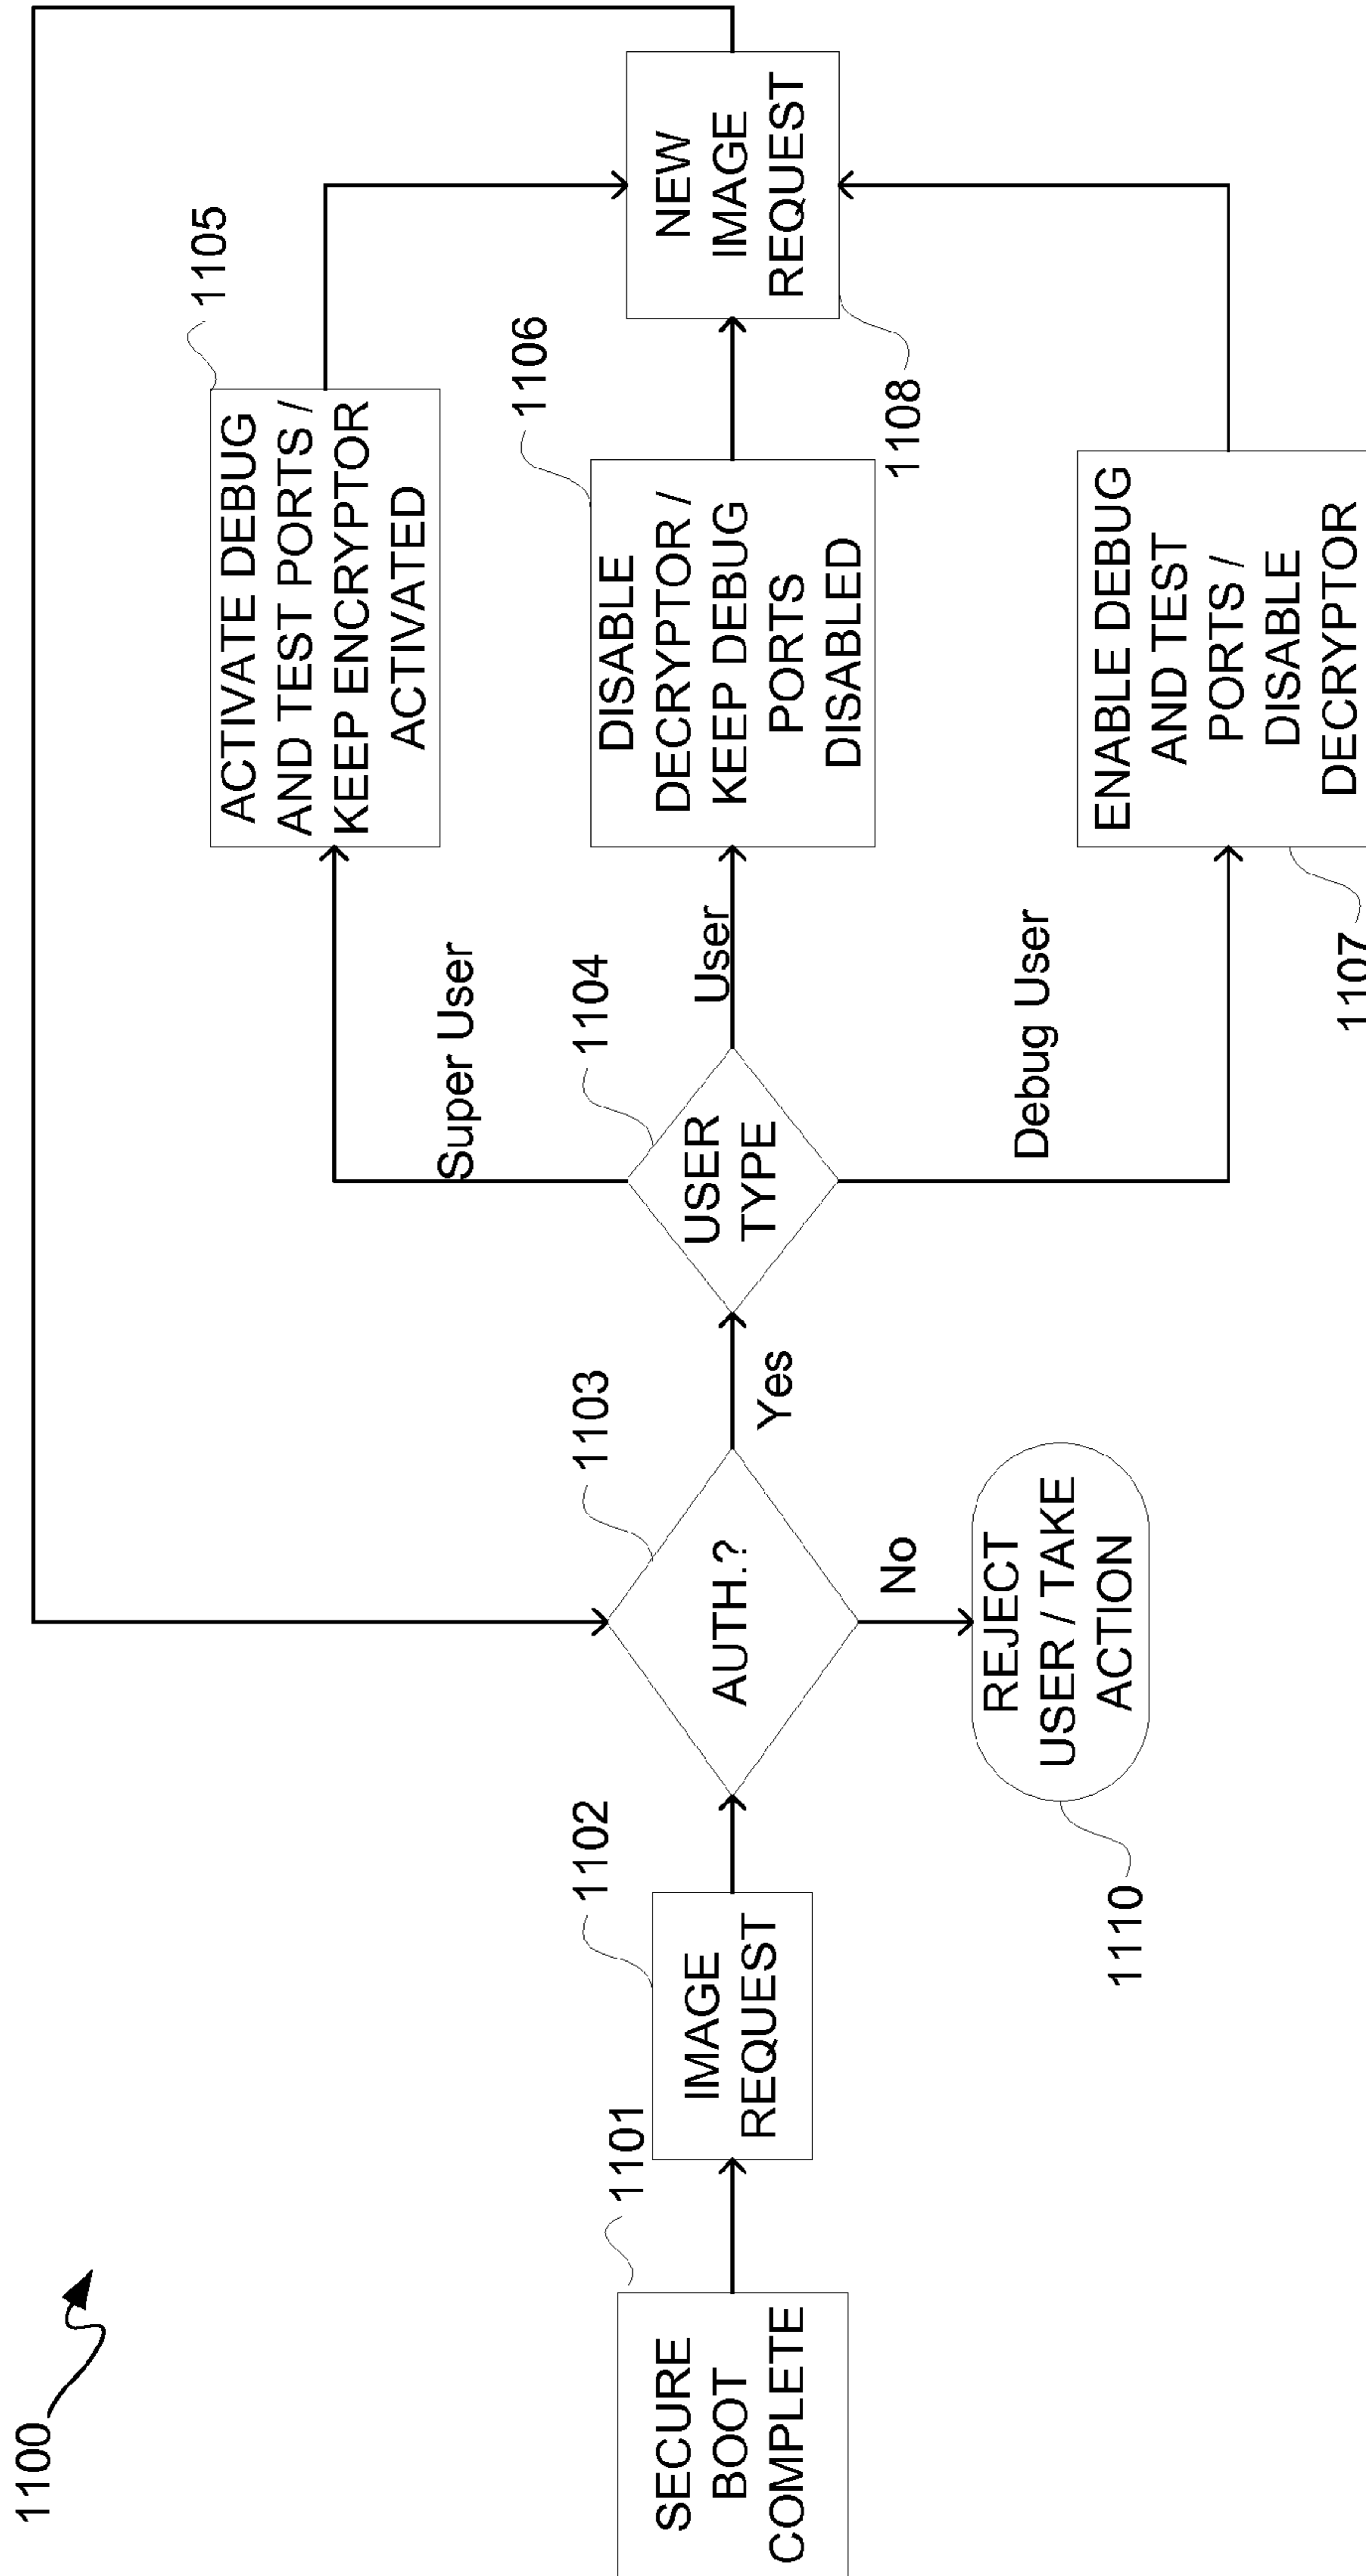 1100
SECURE
BOOT
COMPLETE
1101
IMAGE
REQUEST
1102
AUTH.?
1103
Yes
No
REJECT
USER / TAKE
ACTION
1110
USER
TYPE
1104
Super User
User
Debug User
ACTIVATE DEBUG
AND TEST PORTS /
KEEP ENCRYPTOR
ACTIVATED
1105
DISABLE
DECRYPTOR /
KEEP DEBUG
PORTS
DISABLED
1106
ENABLE DEBUG
AND TEST
PORTS /
DISABLE
DECRYPTOR
1107
NEW
IMAGE
REQUEST
1108